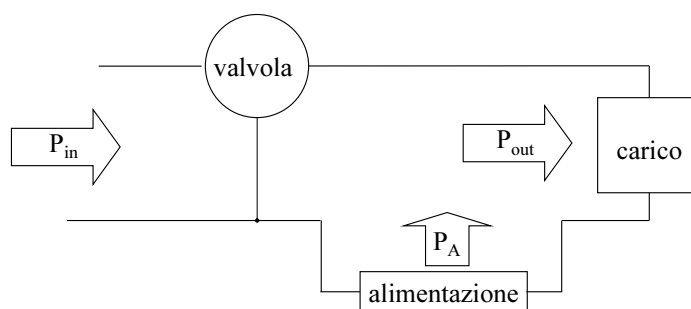 valvola
P_in
P_out
carico
P_A
alimentazione